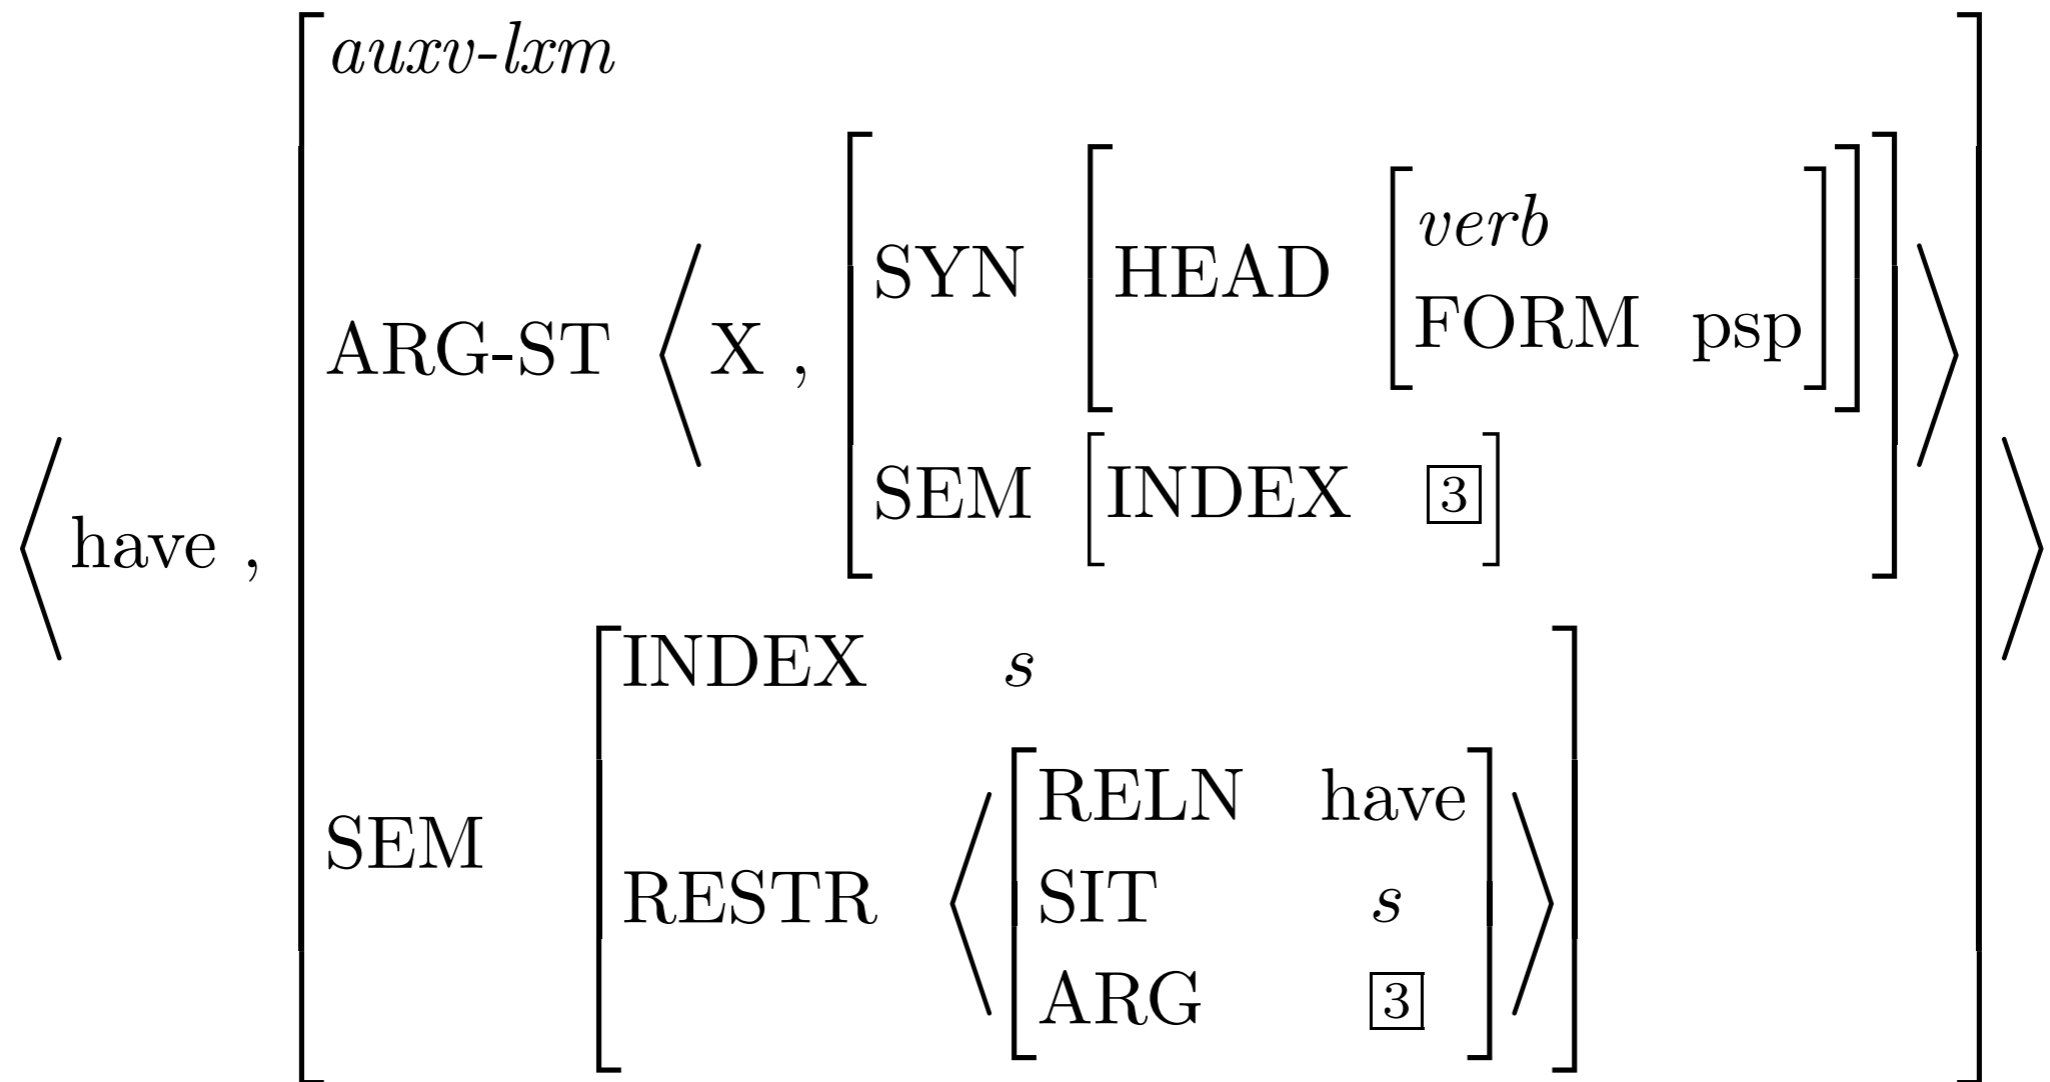 auxv-lxm
verb
SYN HEAD
FORM psp
ARG-ST ⟨ X ,
SEM [INDEX 3] ⟩
⟨ have ,
INDEX s
RELN have
SEM
RESTR ⟨ SIT s ⟩
ARG 3 ⟩